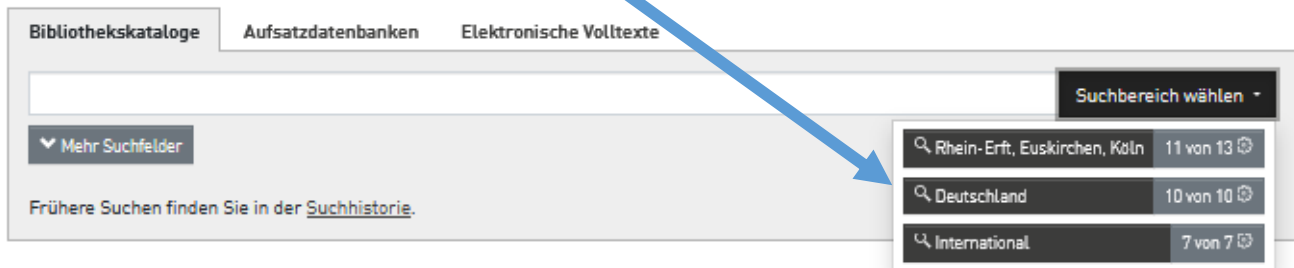 Bibliothekskataloge Aufsatzdatenbanken Elektronische Volltexte
Suchbereich wählen
Mehr Suchfelder
Rhein-Erft, Euskirchen, Köln 11 von 13
Deutschland 10 von 10
Frühere Suchen finden Sie in der Suchhistorie.
International 7 von 7